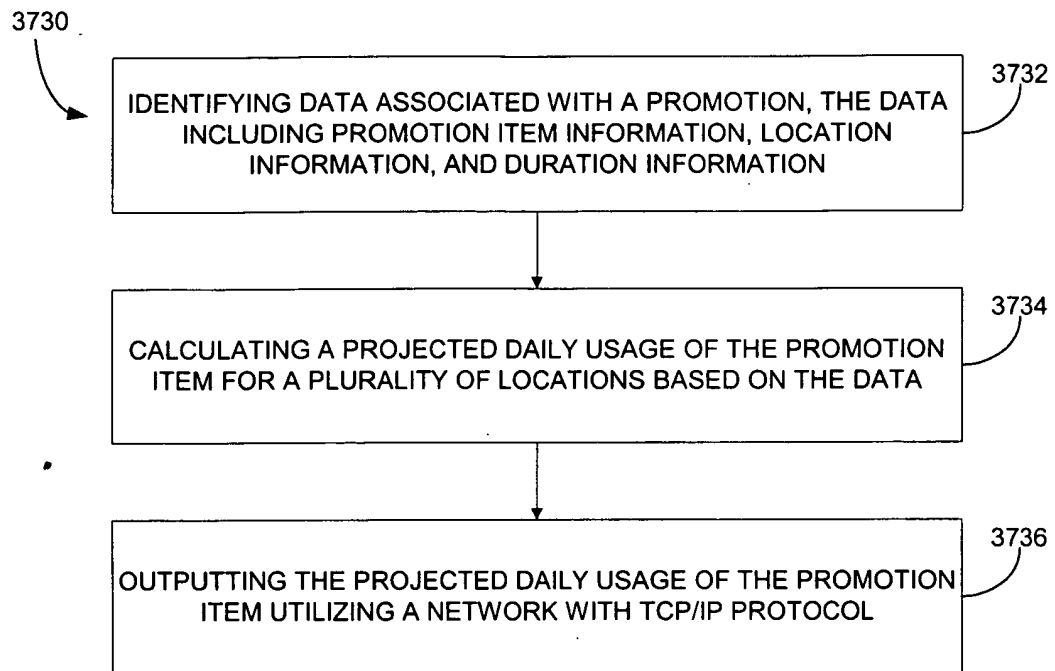 3730
3732
IDENTIFYING DATA ASSOCIATED WITH A PROMOTION, THE DATA
INCLUDING PROMOTION ITEM INFORMATION, LOCATION
INFORMATION, AND DURATION INFORMATION
3734
CALCULATING A PROJECTED DAILY USAGE OF THE PROMOTION
ITEM FOR A PLURALITY OF LOCATIONS BASED ON THE DATA
3736
OUTPUTTING THE PROJECTED DAILY USAGE OF THE PROMOTION
ITEM UTILIZING A NETWORK WITH TCP/IP PROTOCOL